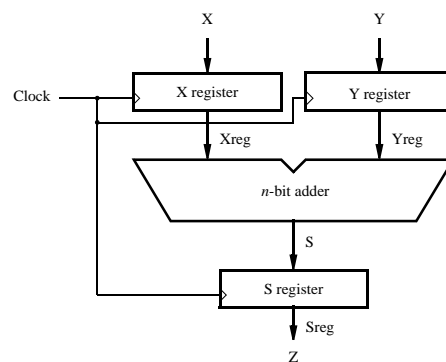 X
Y
Clock
X register
Y register
Xreg
Yreg
n-bit adder
S
S register
Sreg
Z